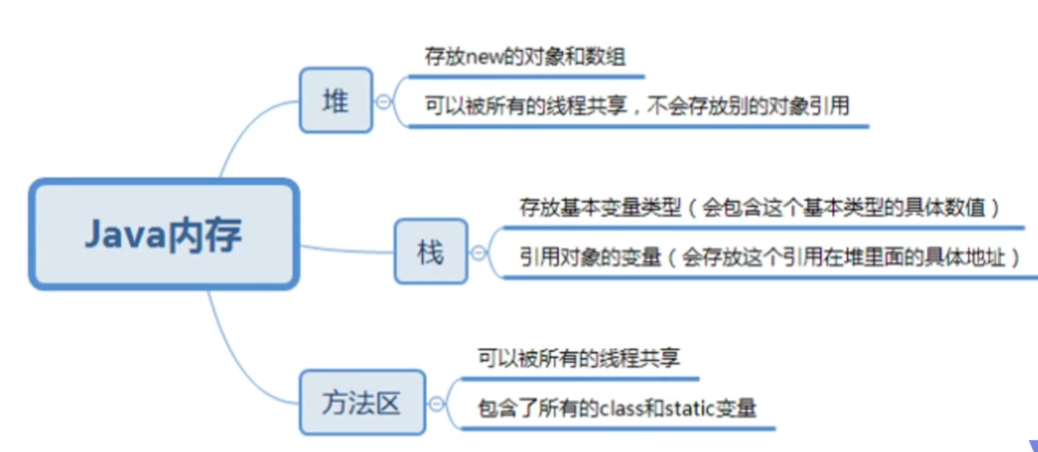 存放new的对象和数组
堆
可以被所有的线程共享，不会存放别的对象引用
存放基本变量类型（会包含这个基本类型的具体数值）
Java内存
栈
引用对象的变量（会存放这个引用在堆里面的具体地址）
可以被所有的线程共享
方法区
包含了所有的class和static变量